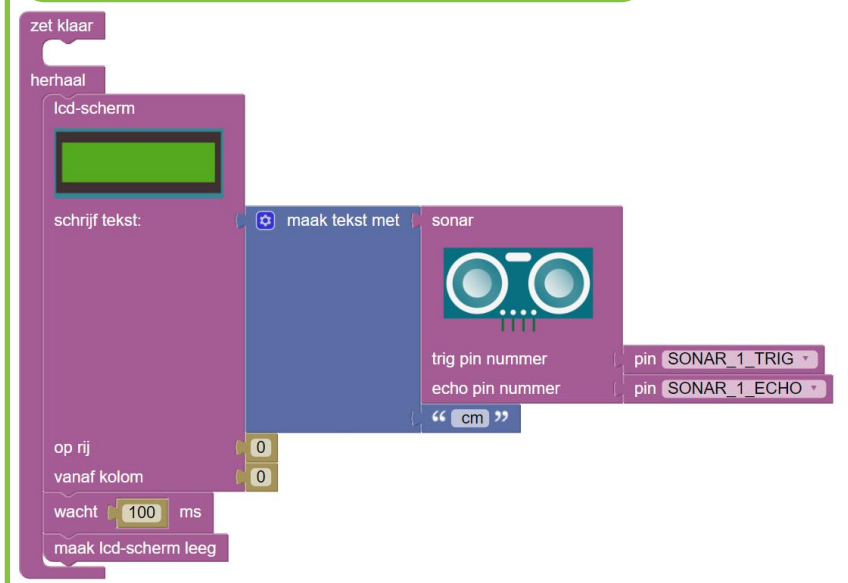 zet klaar
herhaal
lcd-scherm
schrijf tekst: maak tekst met sonar
trig pin nummer pin SONAR_1_TRIG
echo pin nummer pin SONAR_1_ECHO
“ cm ”
op rij 0
vanaf kolom 0
wacht 100 ms
maak lcd-scherm leeg